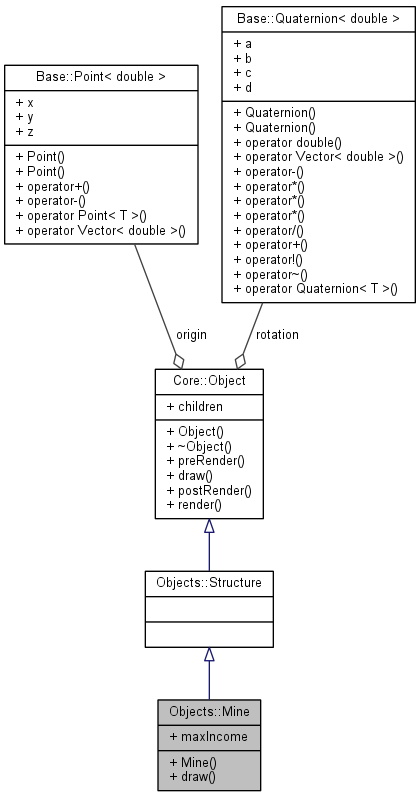 Base::Quaternion< double >
+ a
+ b
+ c
+ d
+ Quaternion()
+ Quaternion()
+ operator double()
+ operator Vector< double >()
+ operator-()
+ operator*()
+ operator*()
+ operator*()
+ operator/()
+ operator+()
+ operator!()
+ operator~()
+ operator Quaternion< T >()
Base::Point< double >
+ x
+ y
+ z
+ Point()
+ Point()
+ operator+()
+ operator-()
+ operator Point< T >()
+ operator Vector< double >()
origin
rotation
Core::Object
+ children
+ Object()
+ ~Object()
+ preRender()
+ draw()
+ postRender()
+ render()
Objects::Structure
Objects::Mine
+ maxIncome
+ Mine()
+ draw()